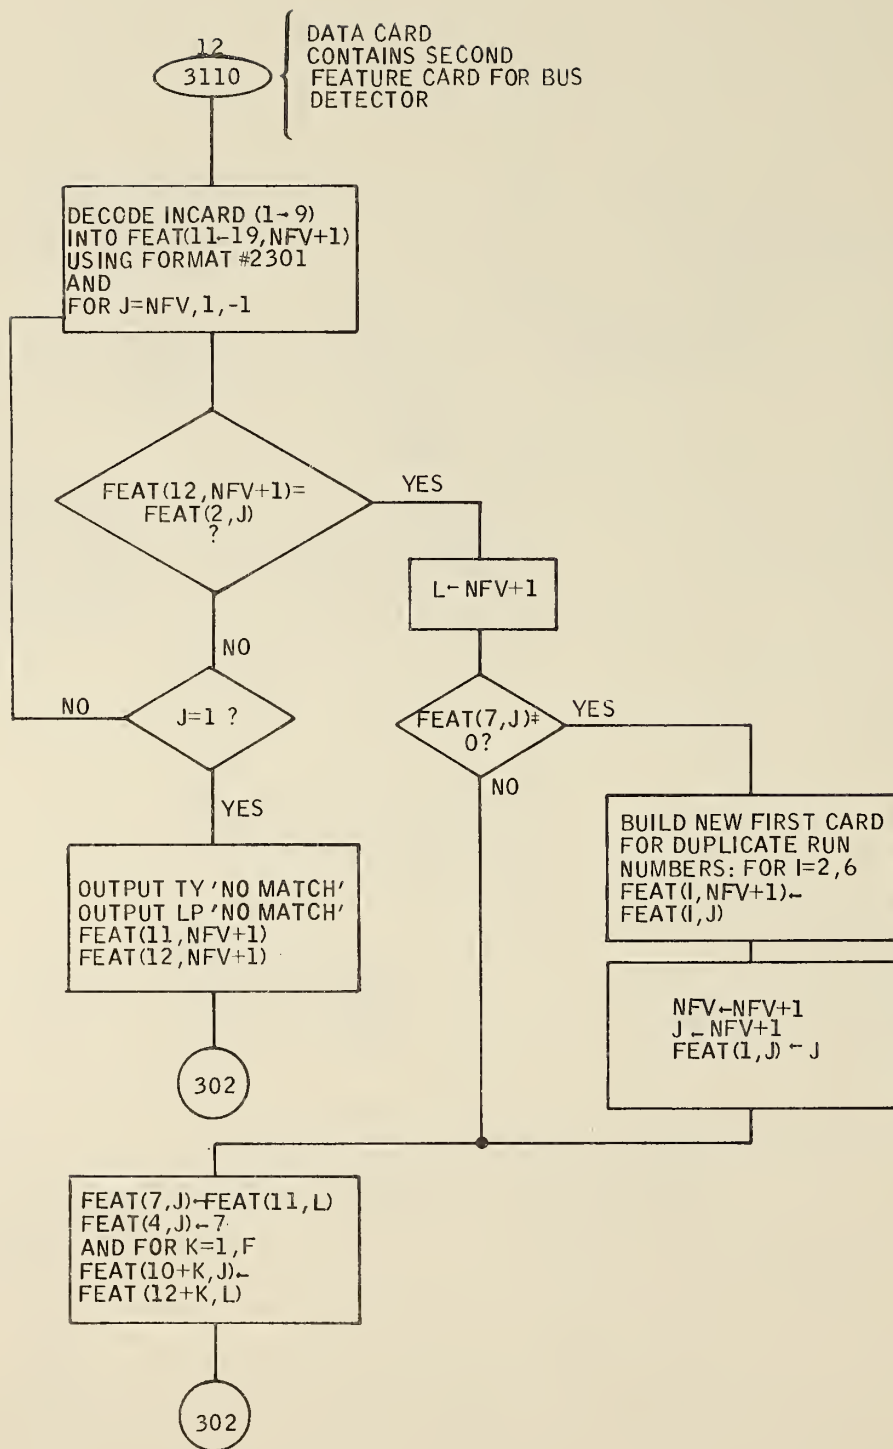 12
3110
DATA CARD
CONTAINS SECOND
FEATURE CARD FOR BUS
DETECTOR
DECODE INCARD (1→9)
INTO FEAT(11-19,NFV+1)
USING FORMAT #2301
AND
FOR J=NFV,1,-1
FEAT(12,NFV+1)=
FEAT(2,J)
?
YES
NO
L←NFV+1
J=1 ?
NO
YES
FEAT(7,J)≠
0?
YES
NO
BUILD NEW FIRST CARD
FOR DUPLICATE RUN
NUMBERS: FOR I=2,6
FEAT(I,NFV+1)←
FEAT(I,J)
OUTPUT TY 'NO MATCH'
OUTPUT LP 'NO MATCH'
FEAT(11,NFV+1)
FEAT(12,NFV+1)
NFV←NFV+1
J←NFV+1
FEAT(1,J)←J
302
FEAT(7,J)←FEAT(11,L)
FEAT(4,J)←7
AND FOR K=1,F
FEAT(10+K,J)←
FEAT (12+K,L)
302